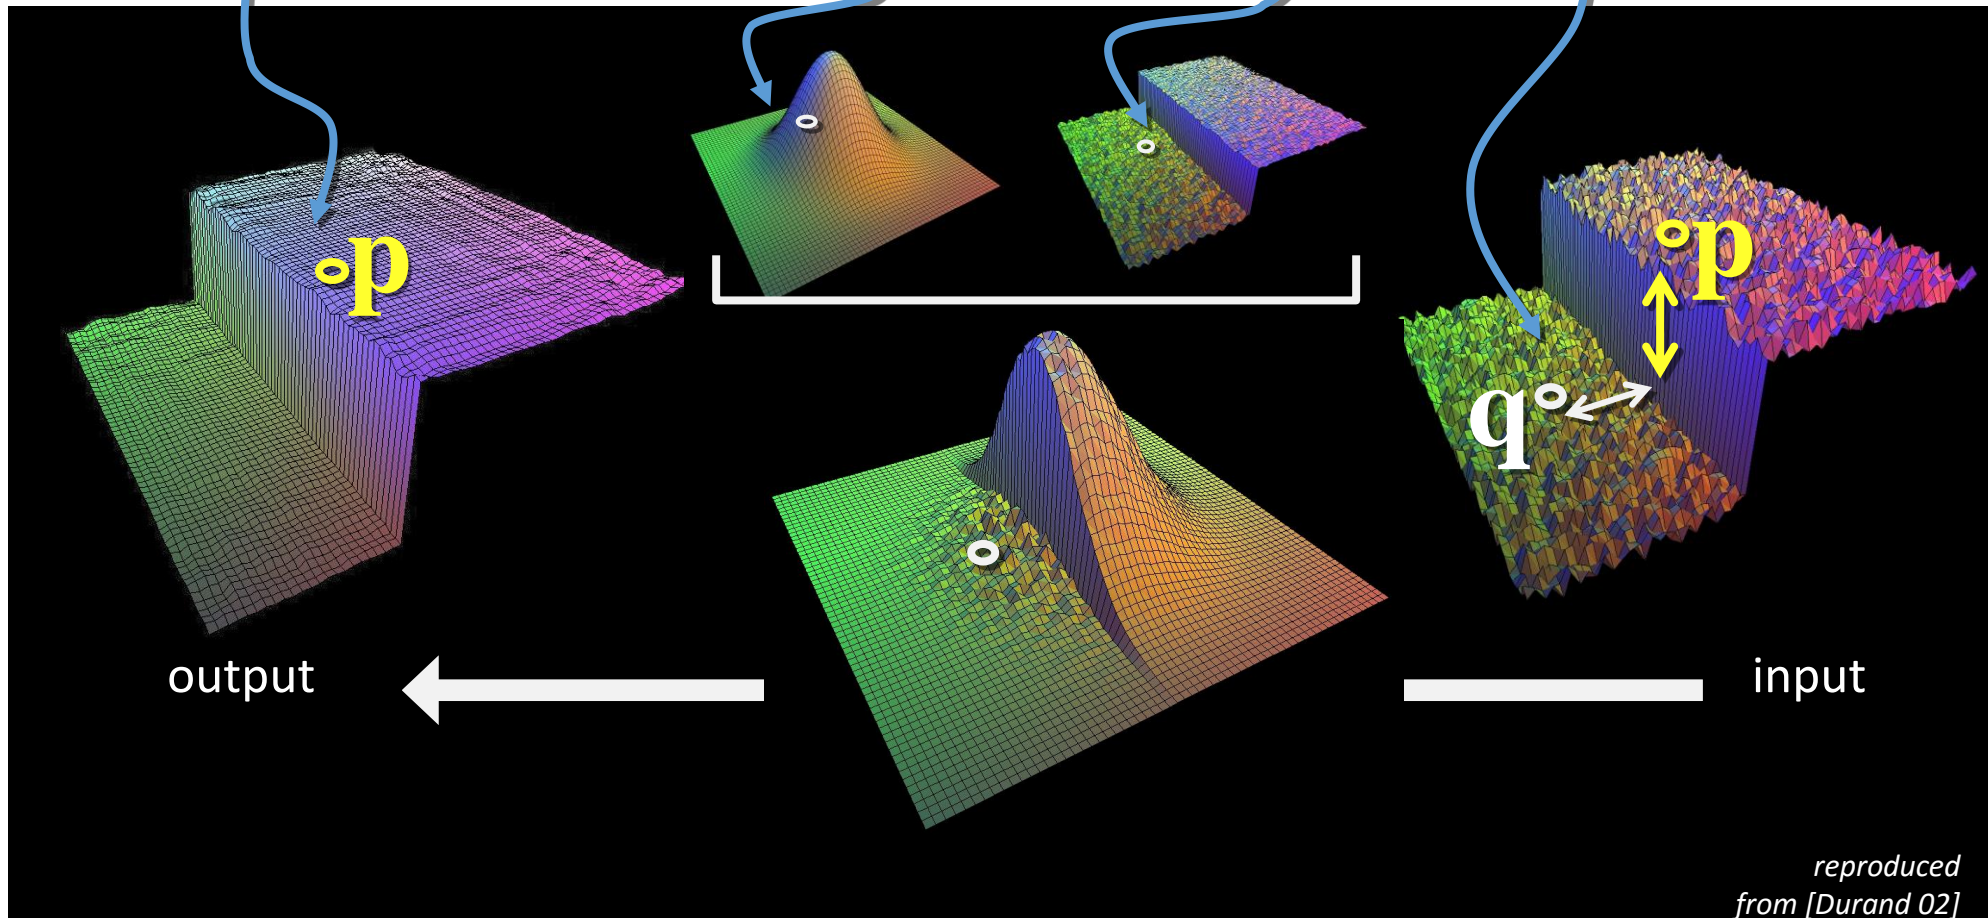 p
p
q
output
input
reproduced
from [Durand 02]